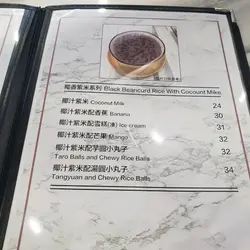 椰香紫米系列 Black Beancurd Rice With Cocount Mike
椰汁紫米 Coconut Milk 24
椰汁紫米配香蕉 Banana 30
椰汁紫米配雪糕(凍) Ice-cream 31
椰汁紫米配芒果 Mango 32
椰汁紫米配芋圓小丸子 32
Taro Balls and Chewy Rice Balls
椰汁紫米配湯圓小丸子 34
Tangyuan and Chewy Rice Balls